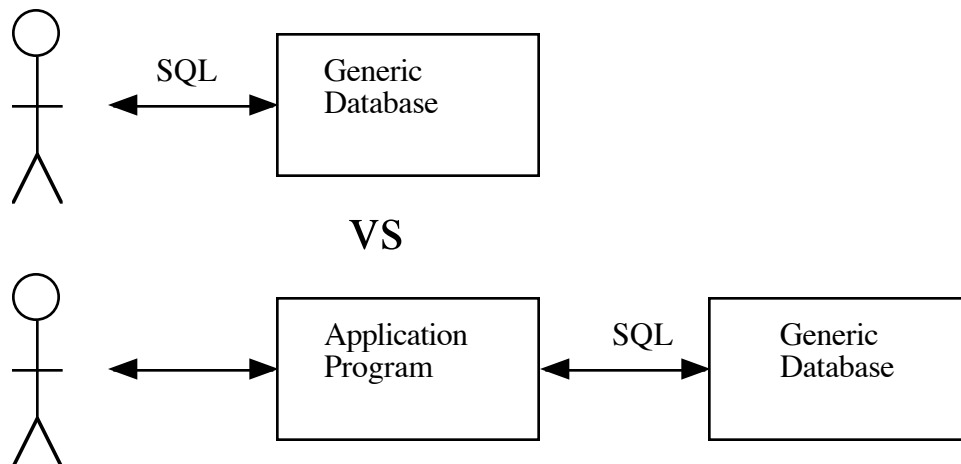 SQL
Generic
Database
vs
Application
Program
SQL
Generic
Database